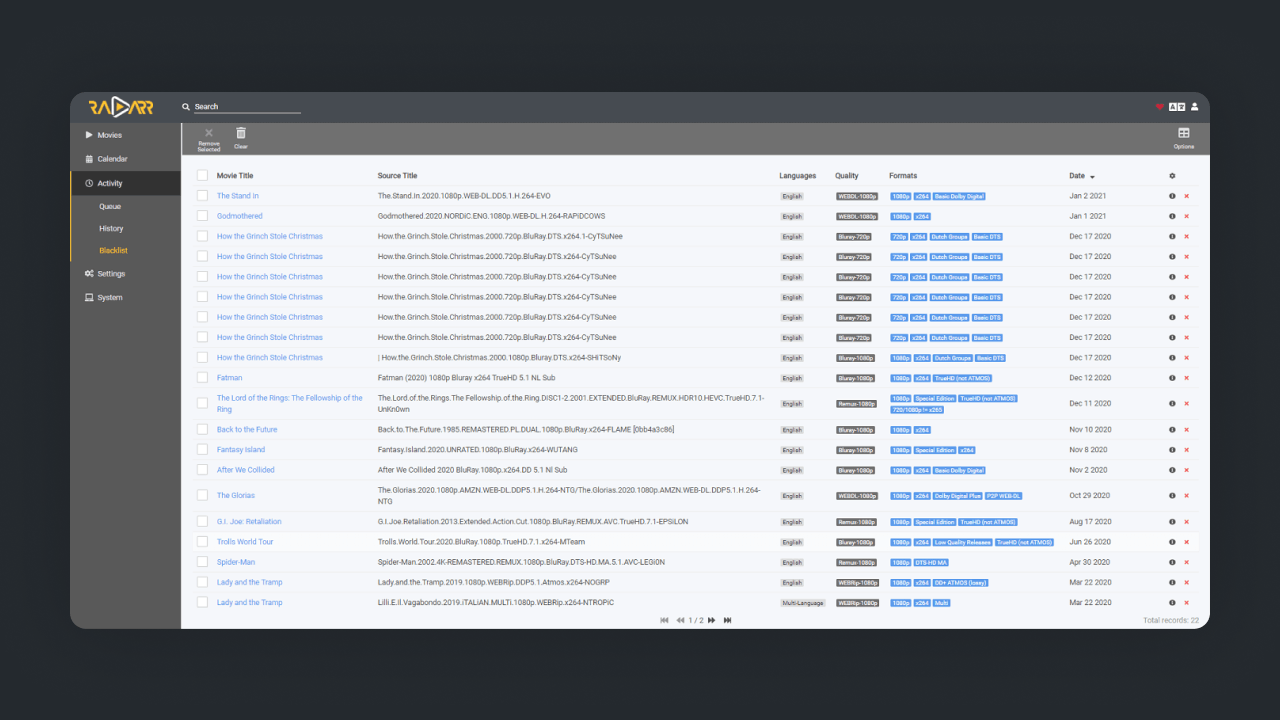 RADARR
Search
Movies
Calendar
Activity
Queue
History
Blacklist
Settings
System
Remove Selected
Clear
Options
Movie Title Source Title Languages Quality Formats Date
The Stand In The.Stand.In.2020.1080p.WEB-DL.DD5.1.H.264-EVO English WEBDL-1080p 1080p x264 Basic Dolby Digital Jan 2 2021
Godmothered Godmothered.2020.NORDiC.ENG.1080p.WEB-DL.H.264-RAPiDCOWS English WEBDL-1080p 1080p x264 Jan 1 2021
How the Grinch Stole Christmas How.the.Grinch.Stole.Christmas.2000.720p.BluRay.DTS.x264.1-CyTSuNee English Bluray-720p 720p x264 Dutch Groups Basic DTS Dec 17 2020
How the Grinch Stole Christmas How.the.Grinch.Stole.Christmas.2000.720p.BluRay.DTS.x264-CyTSuNee English Bluray-720p 720p x264 Dutch Groups Basic DTS Dec 17 2020
How the Grinch Stole Christmas How.the.Grinch.Stole.Christmas.2000.720p.BluRay.DTS.x264-CyTSuNee English Bluray-720p 720p x264 Dutch Groups Basic DTS Dec 17 2020
How the Grinch Stole Christmas How.the.Grinch.Stole.Christmas.2000.720p.BluRay.DTS.x264-CyTSuNee English Bluray-720p 720p x264 Dutch Groups Basic DTS Dec 17 2020
How the Grinch Stole Christmas How.the.Grinch.Stole.Christmas.2000.720p.BluRay.DTS.x264-CyTSuNee English Bluray-720p 720p x264 Dutch Groups Basic DTS Dec 17 2020
How the Grinch Stole Christmas How.the.Grinch.Stole.Christmas.2000.720p.BluRay.DTS.x264-CyTSuNee English Bluray-720p 720p x264 Dutch Groups Basic DTS Dec 17 2020
How the Grinch Stole Christmas | How.the.Grinch.Stole.Christmas.2000.1080p.Bluray.DTS.x264-SHiTSoNy English Bluray-1080p 1080p x264 Dutch Groups Basic DTS Dec 17 2020
Fatman Fatman (2020) 1080p Bluray x264 TrueHD 5.1 NL Sub English Bluray-1080p 1080p x264 TrueHD (not ATMOS) Dec 12 2020
The Lord of the Rings: The Fellowship of the The.Lord.of.the.Rings.The.Fellowship.of.the.Ring.DISC1-2.2001.EXTENDED.BluRay.REMUX.HDR10.HEVC.TrueHD.7.1- English Remux-1080p 1080p Special Edition TrueHD (not ATMOS) Dec 11 2020
Ring UnKn0wn 720/1080p != x265
Back to the Future Back.to.The.Future.1985.REMASTERED.PL.DUAL.1080p.BluRay.x264-FLAME [0bb4a3c86] English Bluray-1080p 1080p x264 Nov 10 2020
Fantasy Island Fantasy.Island.2020.UNRATED.1080p.BluRay.x264-WUTANG English Bluray-1080p 1080p Special Edition x264 Nov 8 2020
After We Collided After We Collided 2020 BluRay.1080p.x264.DD 5.1 Nl Sub English Bluray-1080p 1080p x264 Basic Dolby Digital Nov 2 2020
The Glorias The.Glorias.2020.1080p.AMZN.WEB-DL.DDP5.1.H.264-NTG/The.Glorias.2020.1080p.AMZN.WEB-DL.DDP5.1.H.264- English WEBDL-1080p 1080p x264 Dolby Digital Plus P2P WEB-DL Oct 29 2020
NTG
G.I. Joe: Retaliation G.I.Joe.Retaliation.2013.Extended.Action.Cut.1080p.BluRay.REMUX.AVC.TrueHD.7.1-EPSiLON English Remux-1080p 1080p Special Edition TrueHD (not ATMOS) Aug 17 2020
Trolls World Tour Trolls.World.Tour.2020.BluRay.1080p.TrueHD.7.1.x264-MTeam English Bluray-1080p 1080p x264 Low Quality Releases TrueHD (not ATMOS) Jun 26 2020
Spider-Man Spider-Man.2002.4K-REMASTERED.REMUX.1080p.BluRay.DTS-HD.MA.5.1.AVC-LEGi0N English Remux-1080p 1080p DTS-HD MA Apr 30 2020
Lady and the Tramp Lady.and.the.Tramp.2019.1080p.WEBRip.DDP5.1.Atmos.x264-NOGRP English WEBRip-1080p 1080p x264 DD+ ATMOS (lossy) Mar 22 2020
Lady and the Tramp Lilli.E.Il.Vagabondo.2019.iTALiAN.MULTi.1080p.WEBRip.x264-NTROPiC Multi-Language WEBRip-1080p 1080p x264 Multi Mar 22 2020
1 / 2
Total records: 22